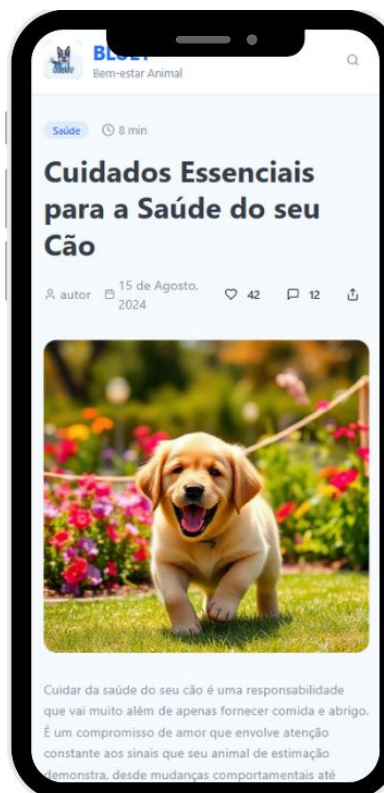 Bem-estar Animal
Saúde
8 min
Cuidados Essenciais
para a Saúde do seu
Cão
autor
15 de Agosto,
2024
42
12
Cuidar da saúde do seu cão é uma responsabilidade
que vai muito além de apenas fornecer comida e abrigo.
É um compromisso de amor que envolve atenção
constante aos sinais que seu animal de estimação
demonstra, desde mudanças comportamentais até